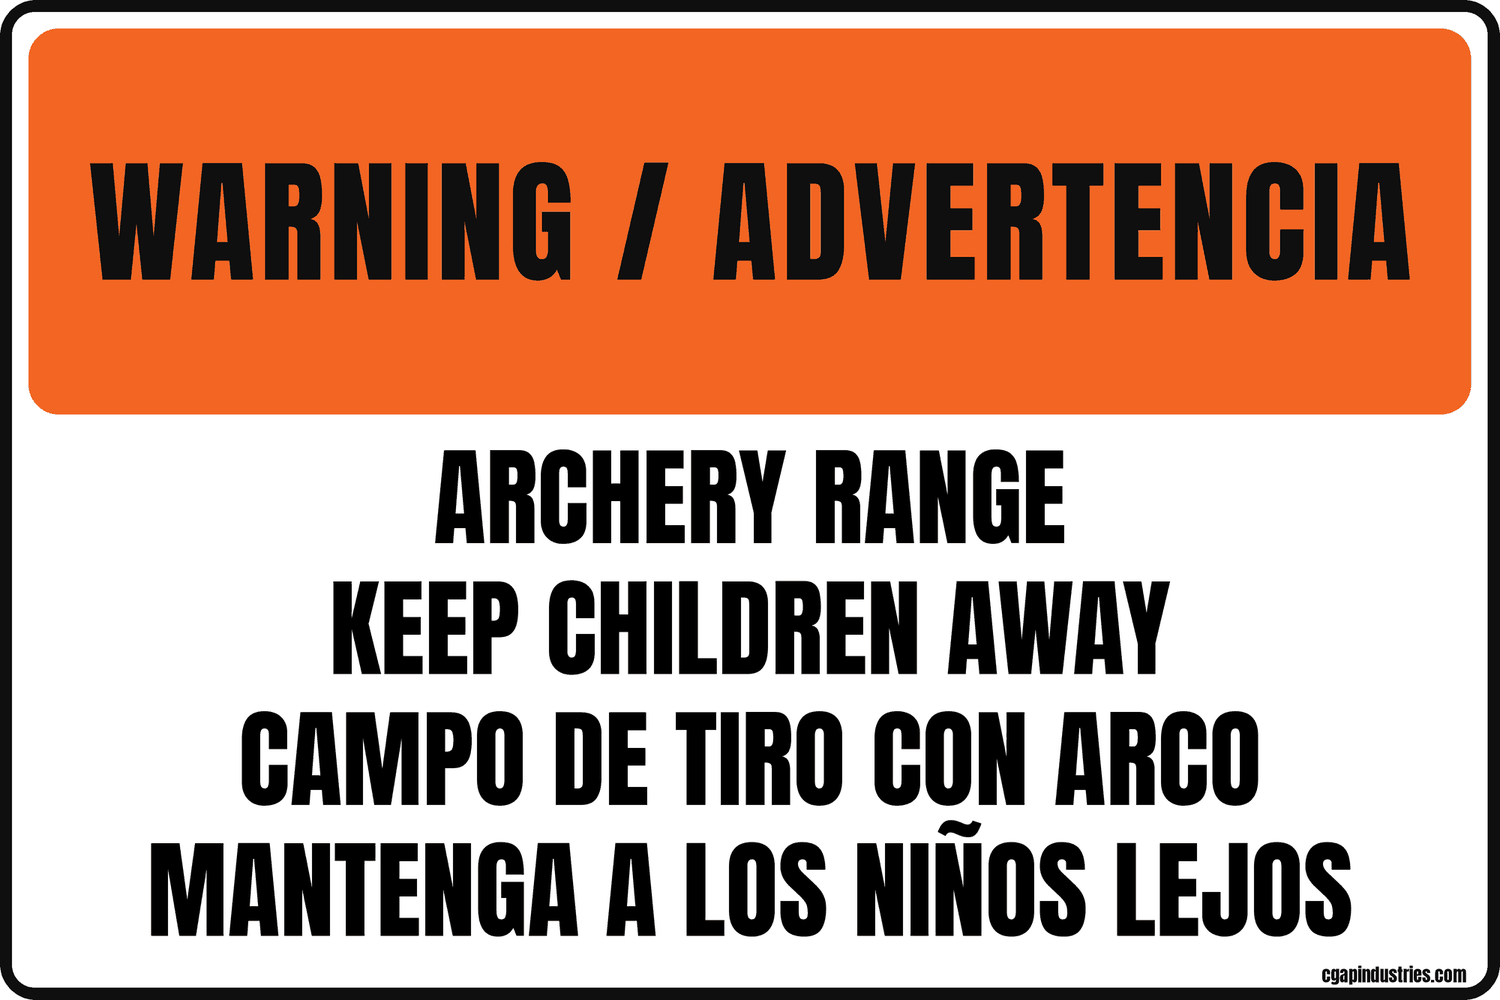 WARNING / ADVERTENCIA
ARCHERY RANGE
KEEP CHILDREN AWAY
CAMPO DE TIRO CON ARCO
MANTENGA A LOS NIÑOS LEJOS
cgapindustries.com